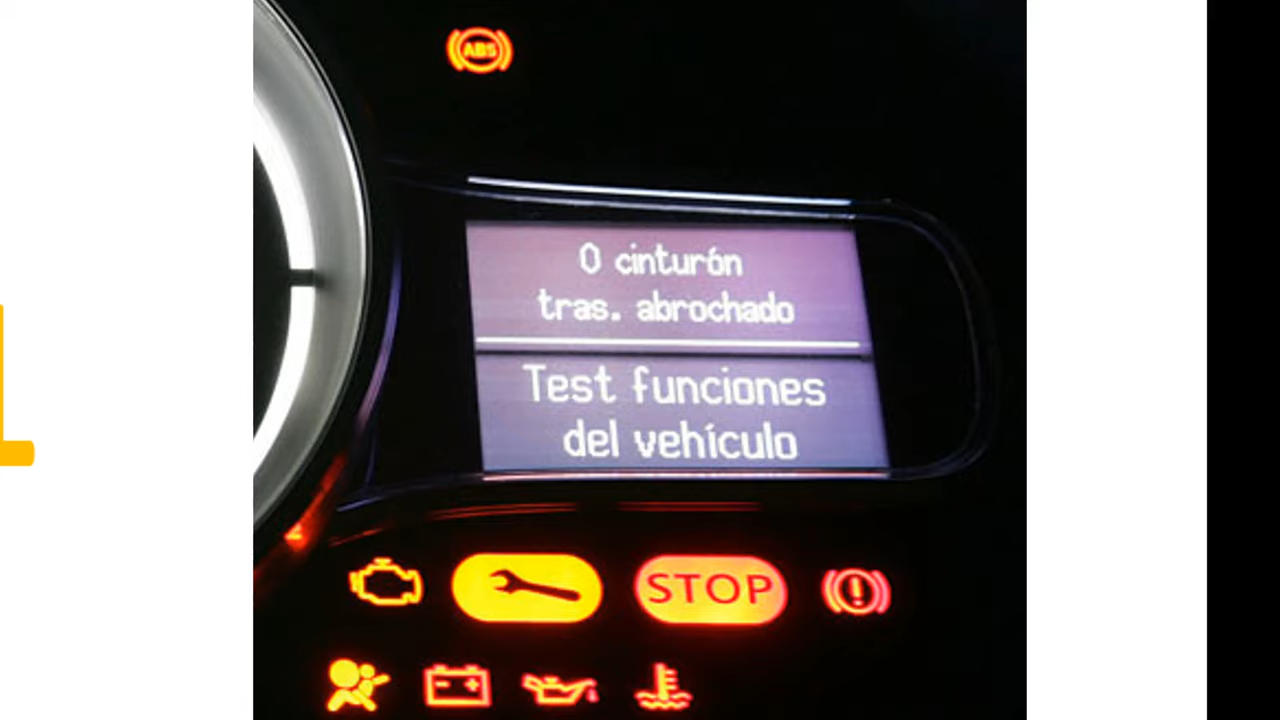 ABS
0 cinturón
tras. abrochado
Test funciones
del vehículo
STOP